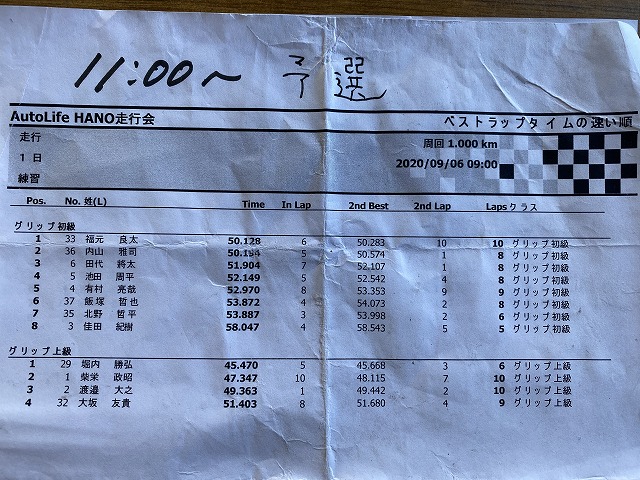 11:00～ 予選
AutoLife HANO走行会 ベストラップタイムの速い順
走行 周回 1.000 km
1 日 2020/09/06 09:00
練習
Pos. No. 姓(L) Time In Lap 2nd Best 2nd Lap Laps クラス
グリップ初級
1 33 福元 良太 50.128 6 50.283 10 10 グリップ初級
2 36 内山 雅司 50.194 5 50.574 1 8 グリップ初級
3 6 田代 將太 51.904 7 52.107 1 8 グリップ初級
4 5 池田 周平 52.149 5 52.542 4 8 グリップ初級
5 4 有村 亮哉 52.970 8 53.353 9 9 グリップ初級
6 37 飯塚 哲也 53.872 4 54.073 2 8 グリップ初級
7 35 北野 哲平 53.887 3 53.998 2 6 グリップ初級
8 3 佳田 紀樹 58.047 4 58.543 5 5 グリップ初級
グリップ上級
1 29 堀内 勝弘 45.470 5 45.668 3 6 グリップ上級
2 1 柴栄 政昭 47.347 10 48.115 7 10 グリップ上級
3 2 渡邉 大之 49.363 1 49.442 2 10 グリップ上級
4 32 大坂 友貴 51.403 8 51.680 4 9 グリップ上級